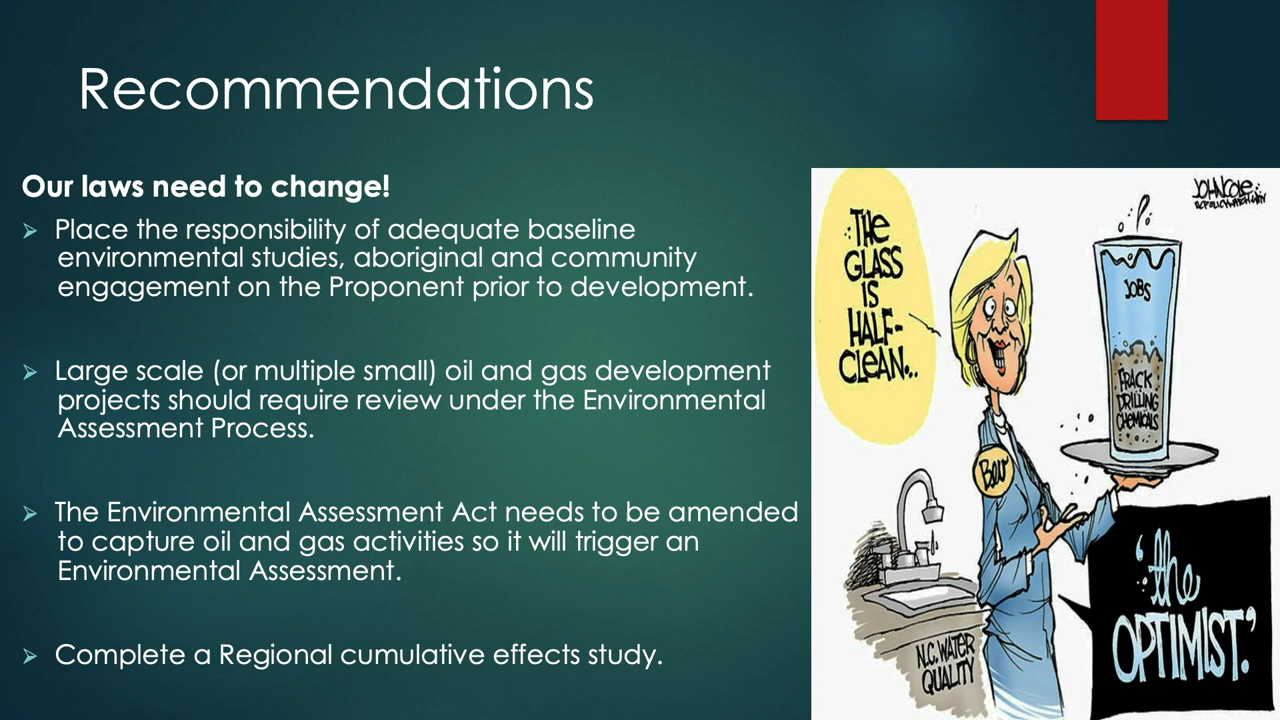 Recommendations
Our laws need to change!
➢ Place the responsibility of adequate baseline
environmental studies, aboriginal and community
engagement on the Proponent prior to development.
➢ Large scale (or multiple small) oil and gas development
projects should require review under the Environmental
Assessment Process.
➢ The Environmental Assessment Act needs to be amended
to capture oil and gas activities so it will trigger an
Environmental Assessment.
➢ Complete a Regional cumulative effects study.
JOHN COLE
THE
GLASS
IS
HALF-
CLEAN...
JOBS
FRACK
DRILLING
CHEMICALS
Bev
N.C. WATER
QUALITY
'the
OPTIMIST.'